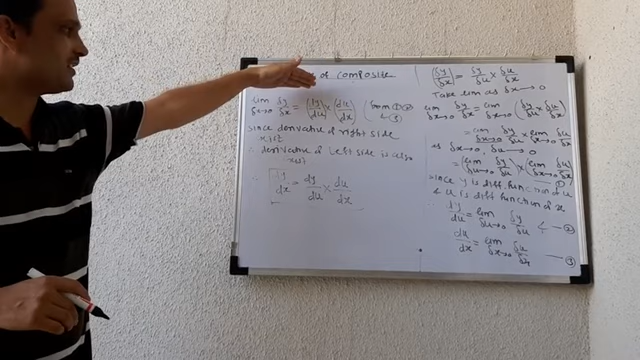 of composite
lim δx→0 δy/δx = (dy/du) × (du/dx) (from ① ② & ③
since derivative of right side
exist
∴ derivative of Left side is also
exist
∴ dy/dx = dy/du × du/dx
(δy/δx) = δy/δu × δu/δx
Take lim as δx→0
lim δx→0 δy/δx = lim δx→0 (δy/δu × δu/δx)
= lim δx→0 δy/δu × lim δx→0 δu/δx
as δx→0, δu→0
= (lim δu→0 δy/δu) × (lim δx→0 δu/δx)
①
since y is diff. function of u
& u is diff function of x
dy/du = lim δu→0 δy/δu ②
du/dx = lim δx→0 δu/δx — ③